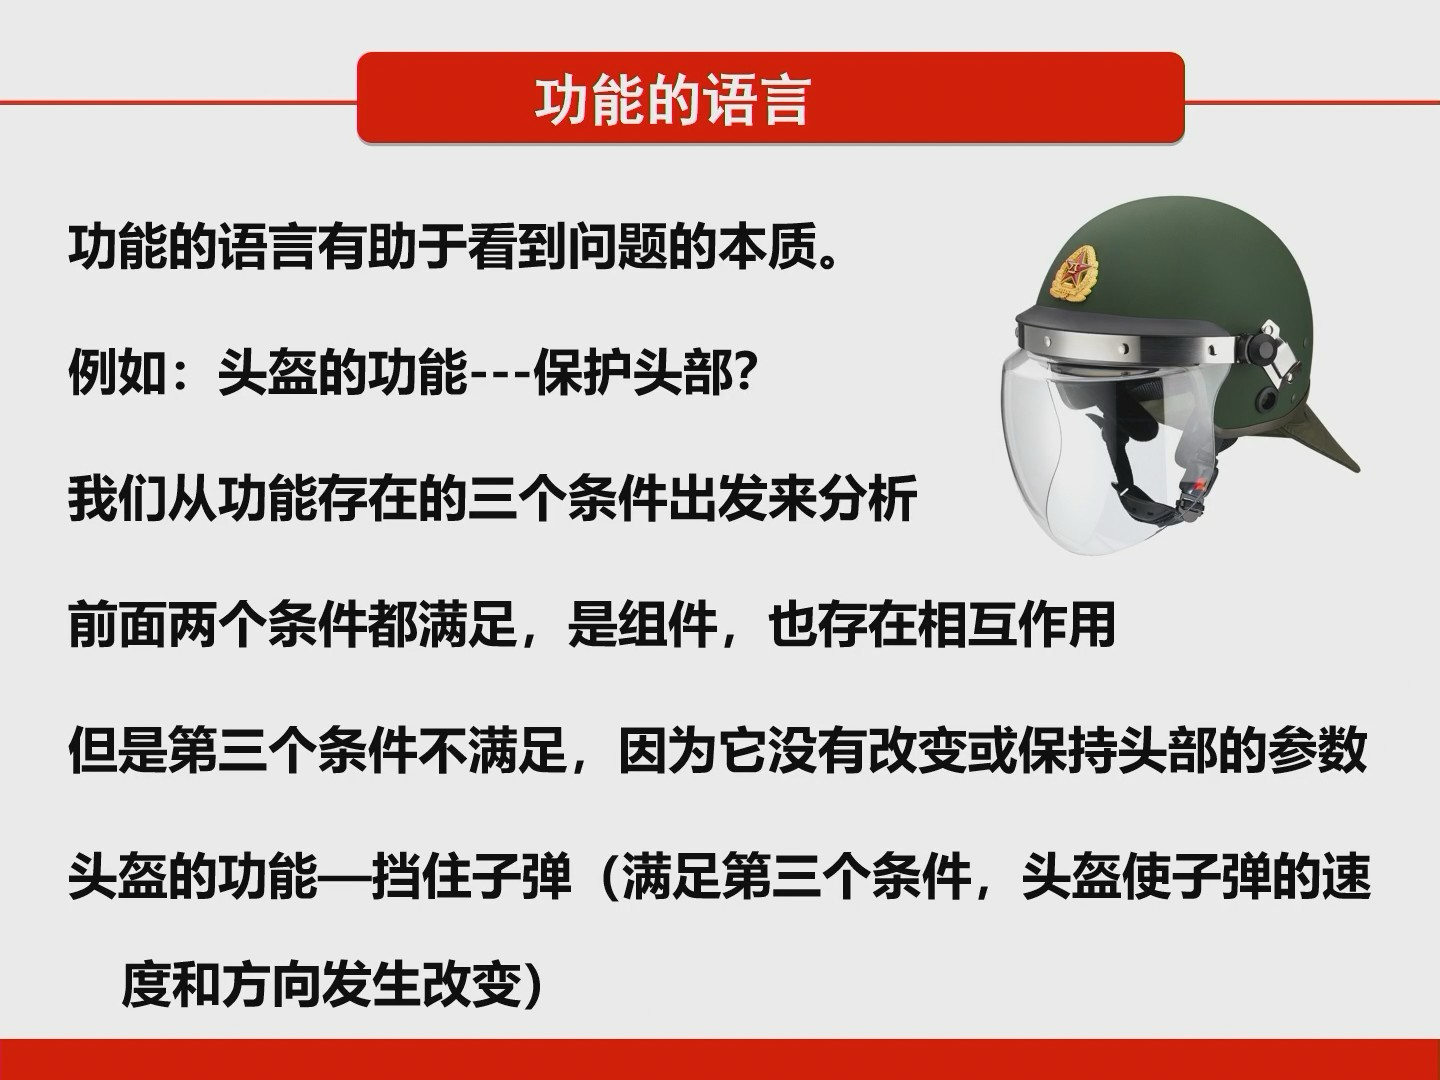 功能的语言
功能的语言有助于看到问题的本质。
例如：头盔的功能---保护头部?
我们从功能存在的三个条件出发来分析
前面两个条件都满足，是组件，也存在相互作用
但是第三个条件不满足，因为它没有改变或保持头部的参数
头盔的功能—挡住子弹（满足第三个条件，头盔使子弹的速
度和方向发生改变）